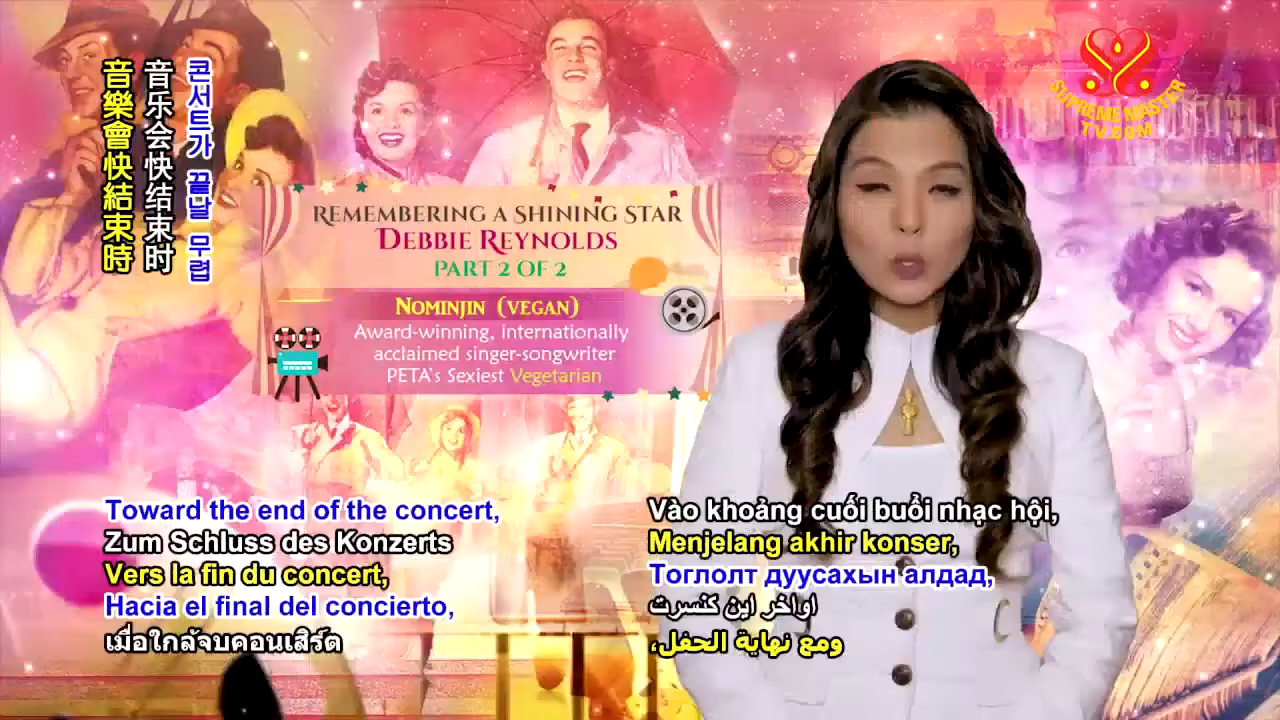 콘서트가 끝날 무렵
音乐会快结束时
音樂會快結束時
SUPREME MASTER
TV.COM
REMEMBERING A SHINING STAR
DEBBIE REYNOLDS
PART 2 OF 2
NOMINJIN (VEGAN)
Award-winning, internationally
acclaimed singer-songwriter
PETA's Sexiest Vegetarian
Toward the end of the concert,
Zum Schluss des Konzerts
Vers la fin du concert,
Hacia el final del concierto,
เมื่อใกล้จบคอนเสิร์ต
Vào khoảng cuối buổi nhạc hội,
Menjelang akhir konser,
Тоглолт дуусахын алдад,
اواخر این کنسرت
ومع نهاية الحفل،